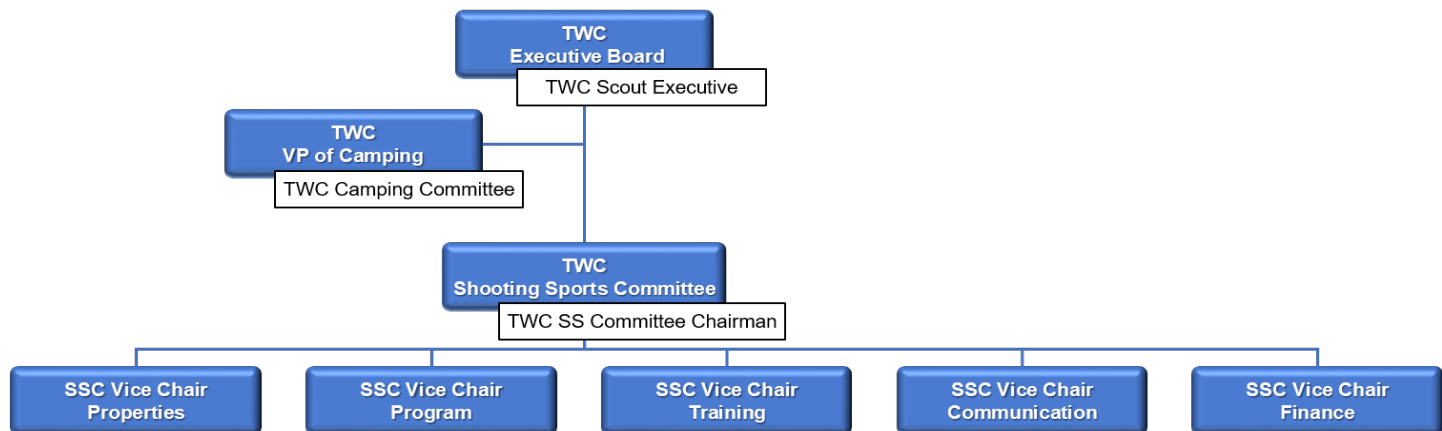 TWC
Executive Board
TWC Scout Executive
TWC
VP of Camping
TWC Camping Committee
TWC
Shooting Sports Committee
TWC SS Committee Chairman
SSC Vice Chair
Properties
SSC Vice Chair
Program
SSC Vice Chair
Training
SSC Vice Chair
Communication
SSC Vice Chair
Finance